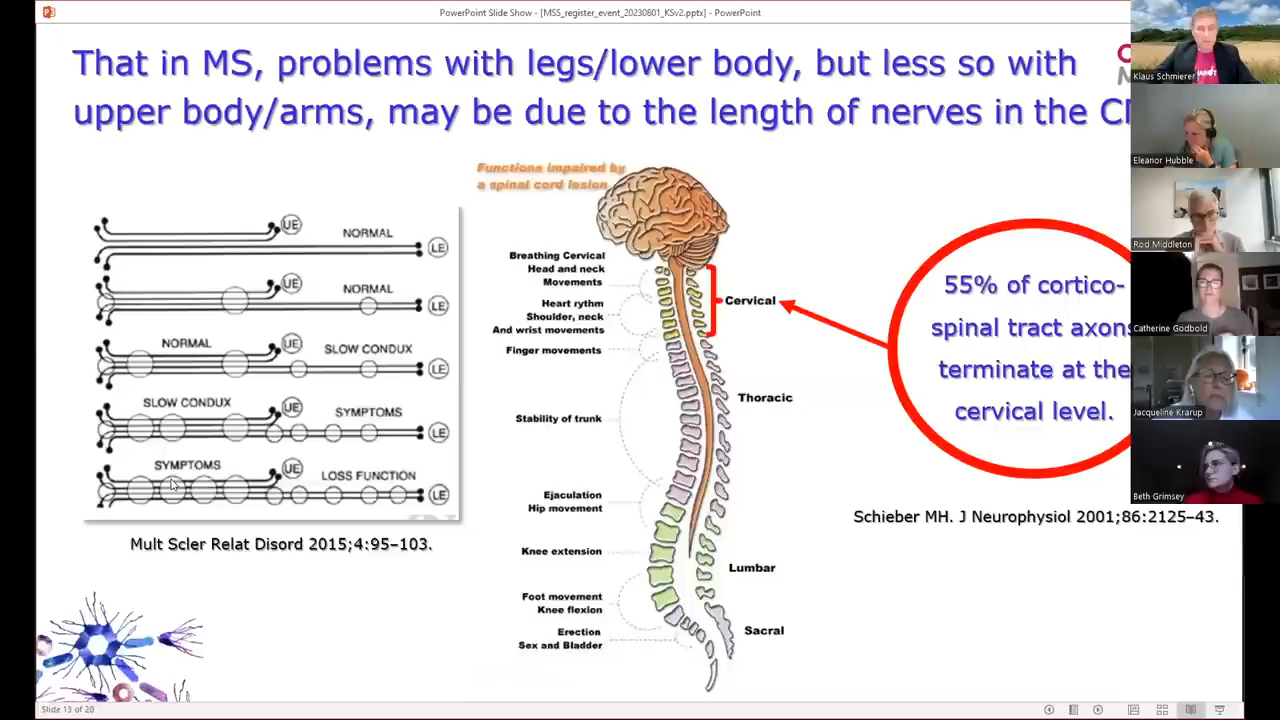 PowerPoint Slide Show - [MSS_register_event_20230801_KSv2.pptx] - PowerPoint
That in MS, problems with legs/lower body, but less so with
upper body/arms, may be due to the length of nerves in the
Functions impaired by
a spinal cord lesion
UE
NORMAL
LE
UE
NORMAL
LE
NORMAL
UE
SLOW CONDUX
LE
SLOW CONDUX
UE
SYMPTOMS
LE
SYMPTOMS
UE
LOSS FUNCTION
LE
Mult Scler Relat Disord 2015;4:95–103.
Breathing Cervical
Head and neck
Movements
Heart rythm
Shoulder, neck
And wrist movements
Finger movements
Stability of trunk
Ejaculation
Hip movement
Knee extension
Foot movement
Knee flexion
Erection
Sex and Bladder
Cervical
Thoracic
Lumbar
Sacral
55% of cortico-
spinal tract axons
terminate at the
cervical level.
Schieber MH. J Neurophysiol 2001;86:2125–43.
Klaus Schmierer
Eleanor Hubble
Rod Middleton
Catherine Godbold
Jacqueline Krarup
Beth Grimsey
Slide 13 of 20